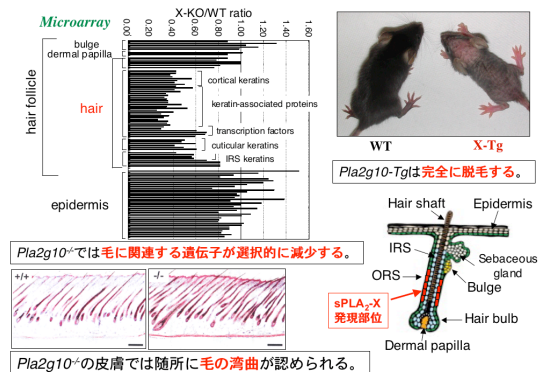 Microarray
X-KO/WT ratio
0.00
0.20
0.40
0.60
0.80
1.00
1.20
1.40
1.60
hair follicle
bulge
dermal papilla
hair
cortical keratins
keratin-associated proteins
transcription factors
cuticular keratins
IRS keratins
epidermis
Pla2g10-/-では毛に関連する遺伝子が選択的に減少する。
+/+
-/-
Pla2g10-/-の皮膚では随所に毛の湾曲が認められる。
WT
X-Tg
Pla2g10-Tgは完全に脱毛する。
Hair shaft
Epidermis
IRS
Sebaceous
gland
ORS
Bulge
sPLA2-X
発現部位
Hair bulb
Dermal papilla